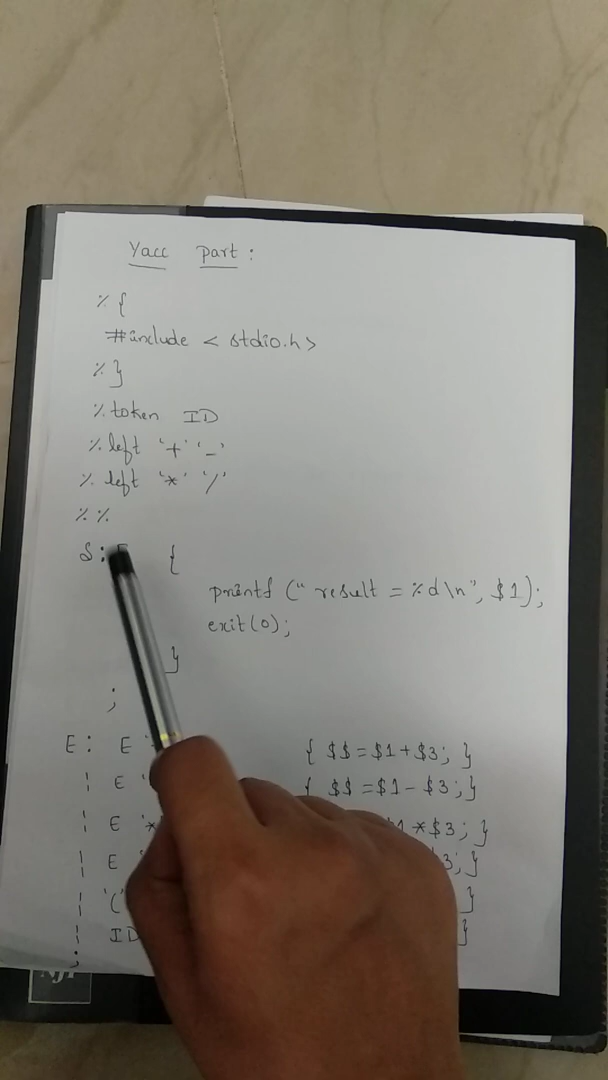 Yacc part :
%{
#include < stdio.h>
%}
%token ID
%left '+' '-'
%left '*' '/'
%%
S: {
printf (" result = %d\n", $1);
exit(0);
}
;
E: E { $$=$1+$3; }
| E ' { $$ =$1- $3; }
| E '* $1 *$3; }
| E ' $3; }
| '(' }
| ID }
;